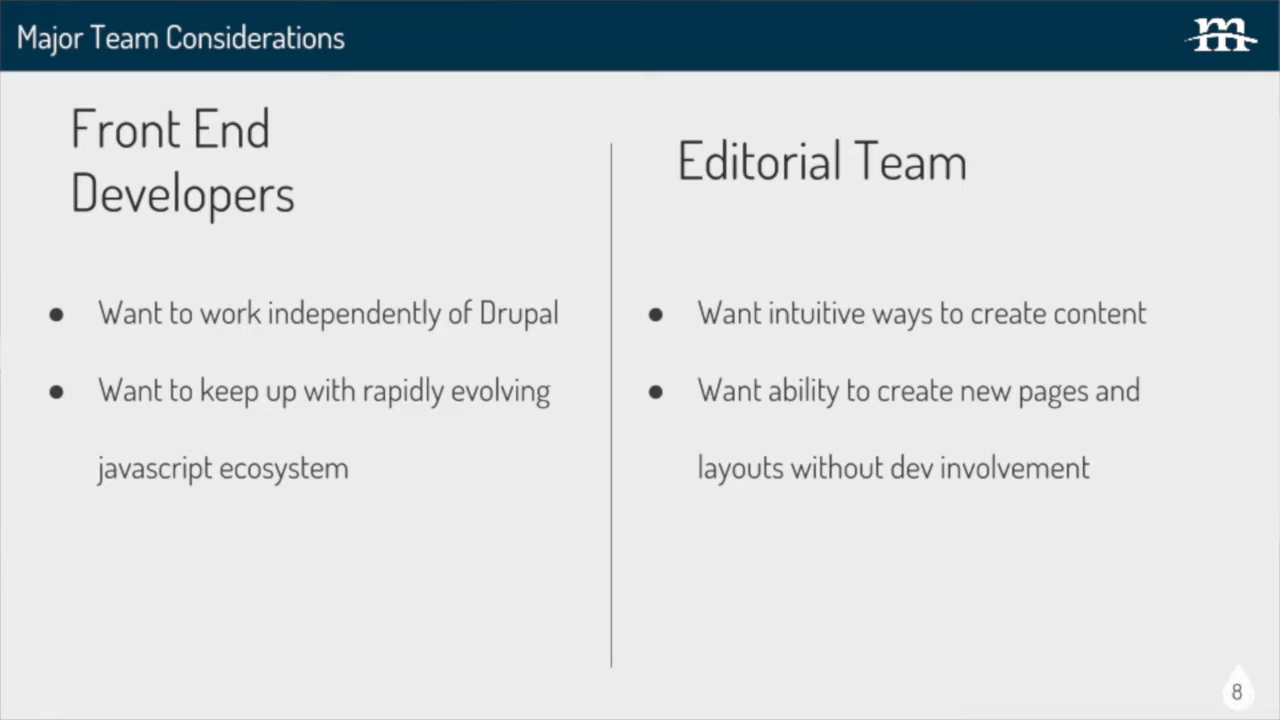 Major Team Considerations
m
Front End
Developers
● Want to work independently of Drupal
● Want to keep up with rapidly evolving
javascript ecosystem
Editorial Team
● Want intuitive ways to create content
● Want ability to create new pages and
layouts without dev involvement
8